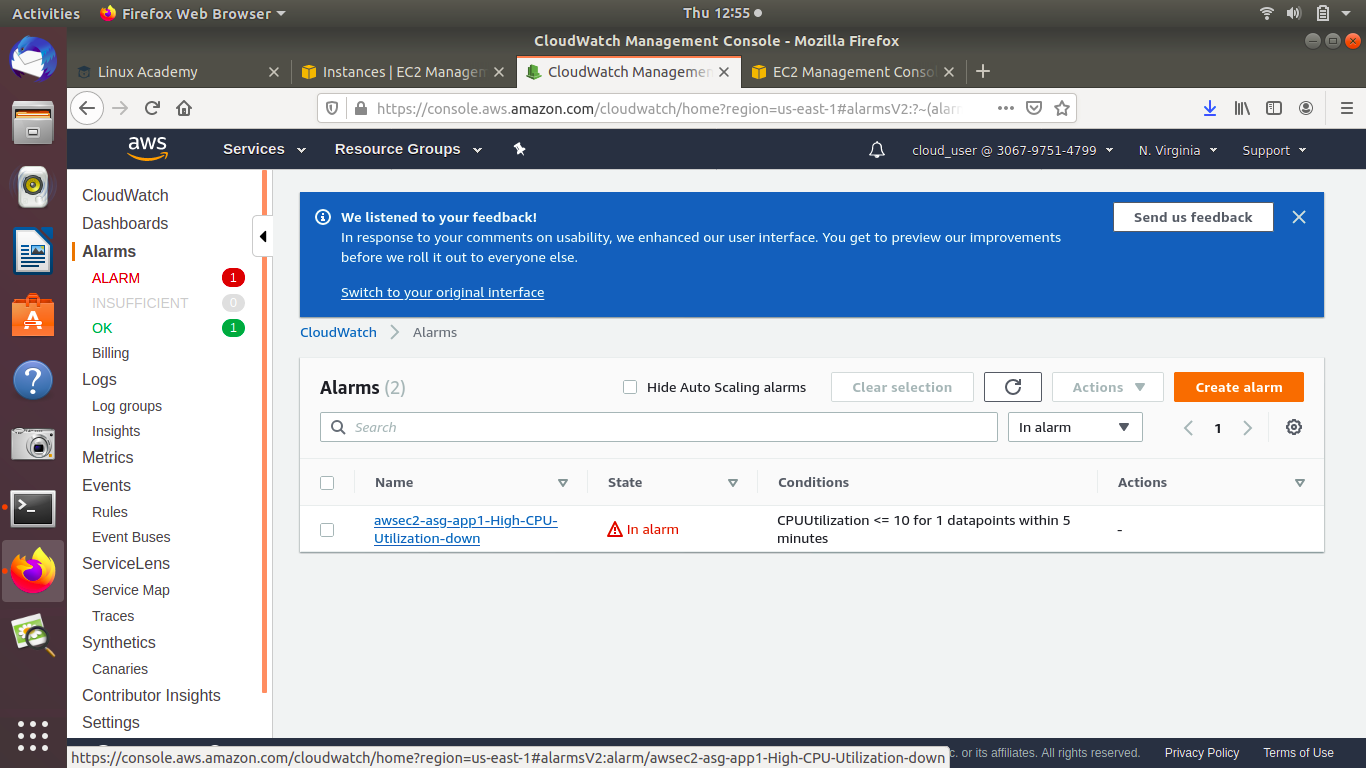 Activities
Firefox Web Browser
Thu 12:55
CloudWatch Management Console - Mozilla Firefox
Linux Academy
Instances | EC2 Managem
CloudWatch Managemen
EC2 Management Conso
https://console.aws.amazon.com/cloudwatch/home?region=us-east-1#alarmsV2:?~(alarm
aws
Services
Resource Groups
cloud_user @ 3067-9751-4799
N. Virginia
Support
CloudWatch
Dashboards
Alarms
ALARM 1
INSUFFICIENT 0
OK 1
Billing
Logs
Log groups
Insights
Metrics
Events
Rules
Event Buses
ServiceLens
Service Map
Traces
Synthetics
Canaries
Contributor Insights
Settings
We listened to your feedback!
In response to your comments on usability, we enhanced our user interface. You get to preview our improvements
before we roll it out to everyone else.
Switch to your original interface
Send us feedback
CloudWatch
Alarms
Alarms (2)
Hide Auto Scaling alarms
Clear selection
Actions
Create alarm
Search
In alarm
1
Name
State
Conditions
Actions
awsec2-asg-app1-High-CPU-
Utilization-down
In alarm
CPUUtilization <= 10 for 1 datapoints within 5
minutes
-
c. or its affiliates. All rights reserved.
Privacy Policy
Terms of Use
https://console.aws.amazon.com/cloudwatch/home?region=us-east-1#alarmsV2:alarm/awsec2-asg-app1-High-CPU-Utilization-down